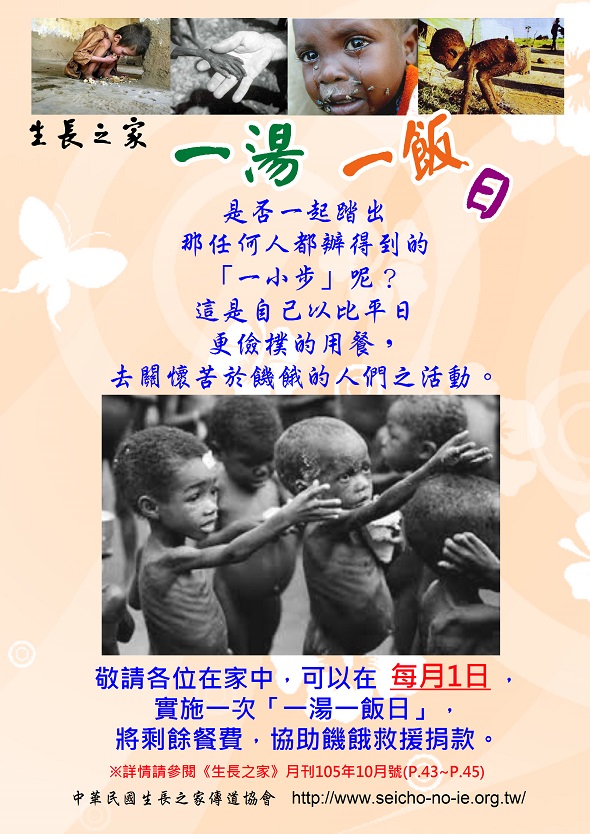 生長之家 一湯一飯日
是否一起踏出
那任何人都辦得到的
「一小步」呢？
這是自己以比平日
更儉樸的用餐，
去關懷苦於饑餓的人們之活動。
敬請各位在家中，可以在 每月1日 ，
實施一次「一湯一飯日」，
將剩餘餐費，協助饑餓救援捐款。
※詳情請參閱《生長之家》月刊105年10月號(P.43~P.45)
中華民國生長之家傳道協會 http://www.seicho-no-ie.org.tw/